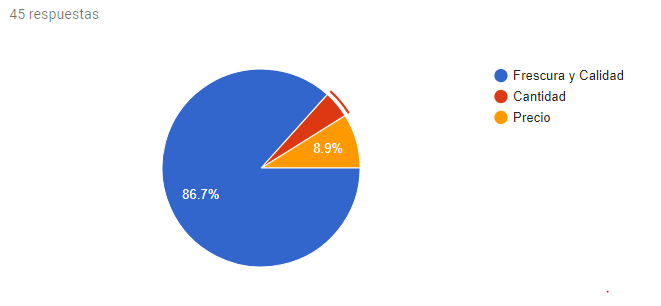 45 respuestas
Frescura y Calidad
Cantidad
Precio
8.9%
86.7%